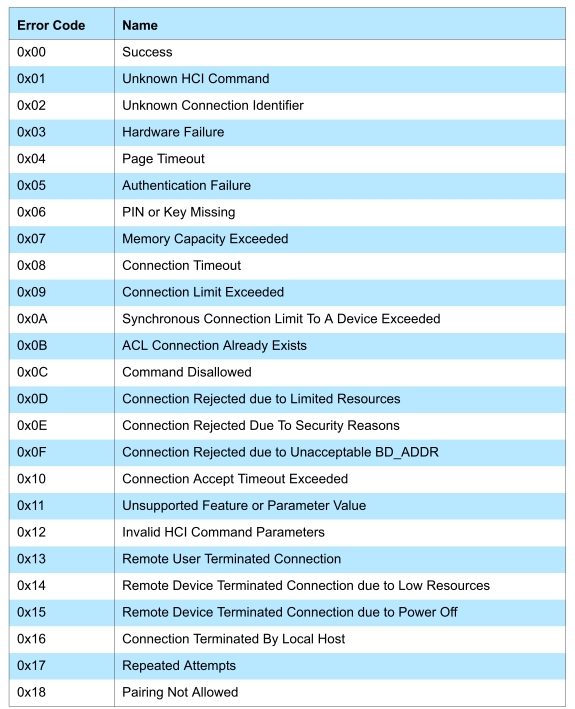 Error Code Name
0x00 Success
0x01 Unknown HCI Command
0x02 Unknown Connection Identifier
0x03 Hardware Failure
0x04 Page Timeout
0x05 Authentication Failure
0x06 PIN or Key Missing
0x07 Memory Capacity Exceeded
0x08 Connection Timeout
0x09 Connection Limit Exceeded
0x0A Synchronous Connection Limit To A Device Exceeded
0x0B ACL Connection Already Exists
0x0C Command Disallowed
0x0D Connection Rejected due to Limited Resources
0x0E Connection Rejected Due To Security Reasons
0x0F Connection Rejected due to Unacceptable BD_ADDR
0x10 Connection Accept Timeout Exceeded
0x11 Unsupported Feature or Parameter Value
0x12 Invalid HCI Command Parameters
0x13 Remote User Terminated Connection
0x14 Remote Device Terminated Connection due to Low Resources
0x15 Remote Device Terminated Connection due to Power Off
0x16 Connection Terminated By Local Host
0x17 Repeated Attempts
0x18 Pairing Not Allowed